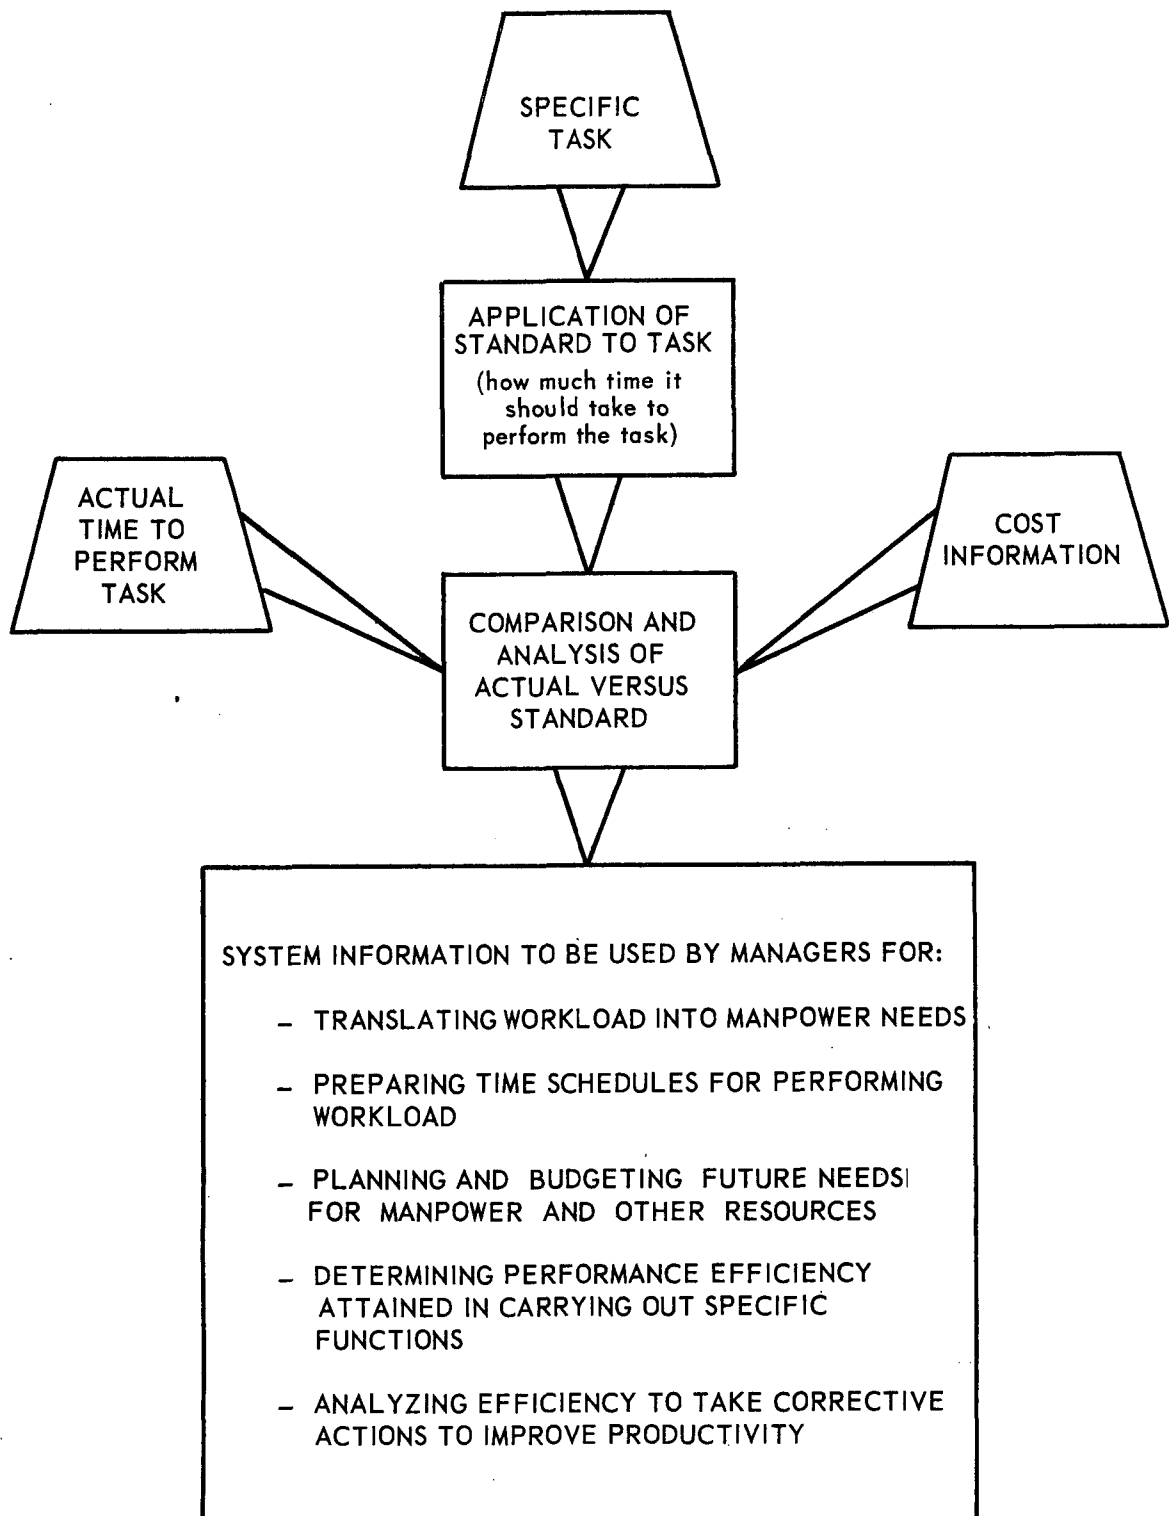 SPECIFIC
TASK
APPLICATION OF
STANDARD TO TASK
(how much time it
should take to
perform the task)
ACTUAL
TIME TO
PERFORM
TASK
COST
INFORMATION
COMPARISON AND
ANALYSIS OF
ACTUAL VERSUS
STANDARD
SYSTEM INFORMATION TO BE USED BY MANAGERS FOR:
– TRANSLATING WORKLOAD INTO MANPOWER NEEDS
– PREPARING TIME SCHEDULES FOR PERFORMING
WORKLOAD
– PLANNING AND BUDGETING FUTURE NEEDS
FOR MANPOWER AND OTHER RESOURCES
– DETERMINING PERFORMANCE EFFICIENCY
ATTAINED IN CARRYING OUT SPECIFIC
FUNCTIONS
– ANALYZING EFFICIENCY TO TAKE CORRECTIVE
ACTIONS TO IMPROVE PRODUCTIVITY